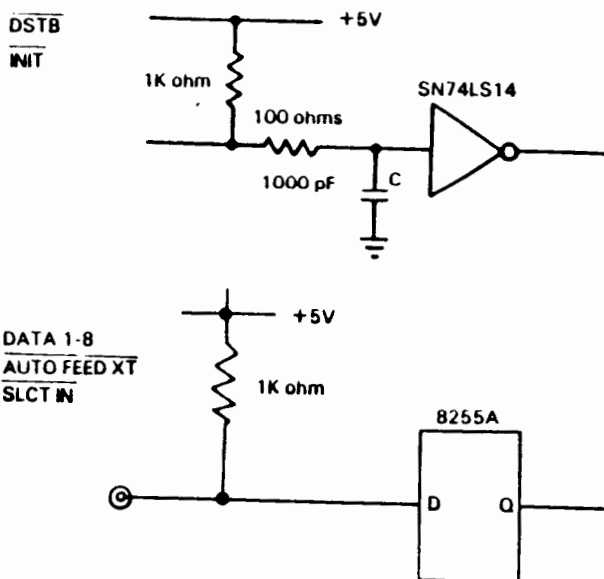 DSTB
INIT
+5V
1K ohm
SN74LS14
100 ohms
1000 pF
C
DATA 1-8
AUTO FEED XT
SLCT IN
+5V
1K ohm
8255A
D
Q